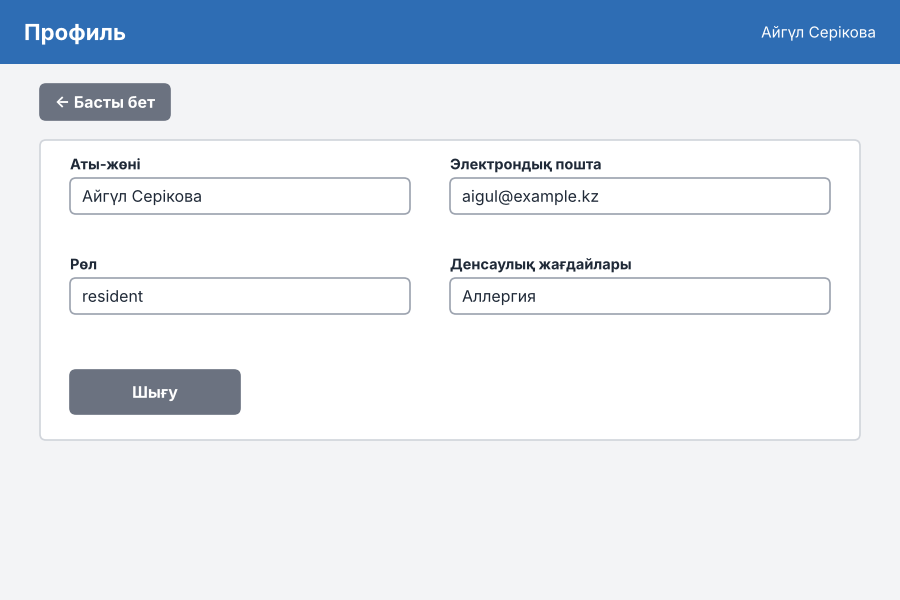 Профиль
Айгүл Серікова
← Басты бет
Аты-жөні
Электрондық пошта
Айгүл Серікова
aigul@example.kz
Рөл
Денсаулық жағдайлары
resident
Аллергия
Шығу